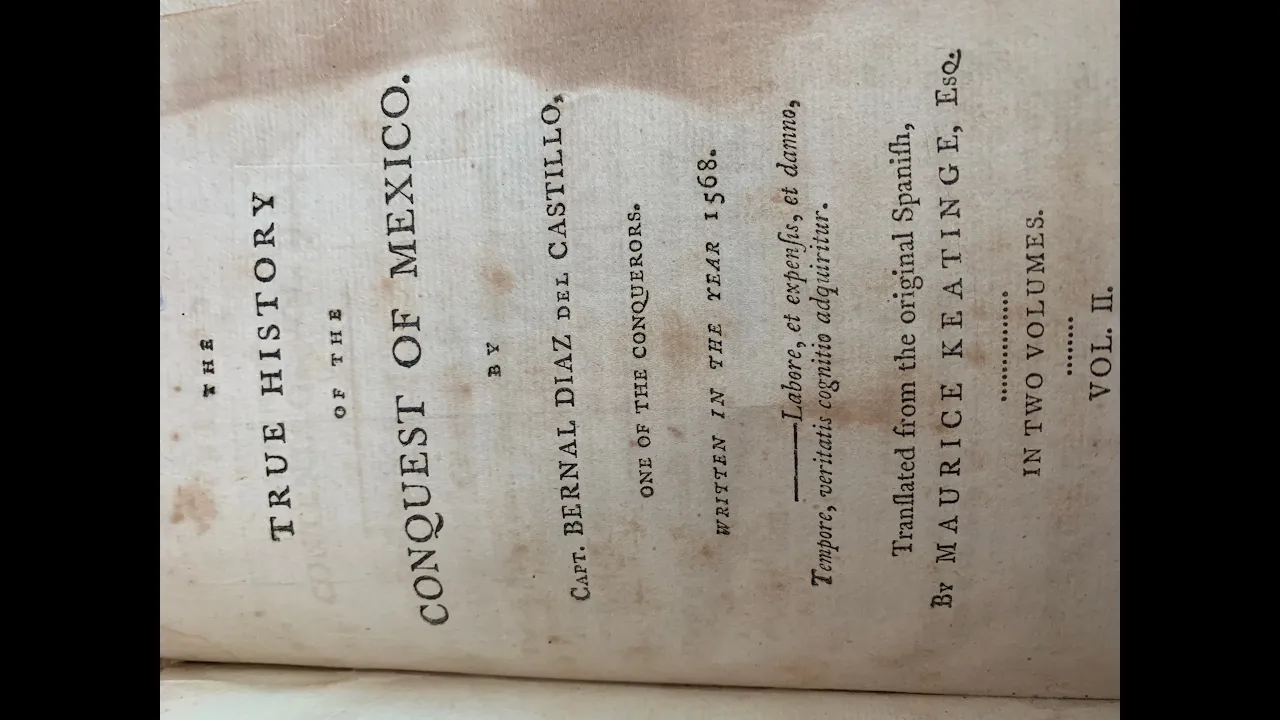 THE
TRUE HISTORY
OF THE
CONQUEST OF MEXICO.
BY
CAPT. BERNAL DIAZ DEL CASTILLO,
ONE OF THE CONQUERORS.
WRITTEN IN THE YEAR 1568.
——Labore, et expenſis, et damno,
Tempore, veritatis cognitio adquiritur.
Tranſlated from the original Spaniſh,
By MAURICE KEATINGE, Esq.
IN TWO VOLUMES.
VOL. II.